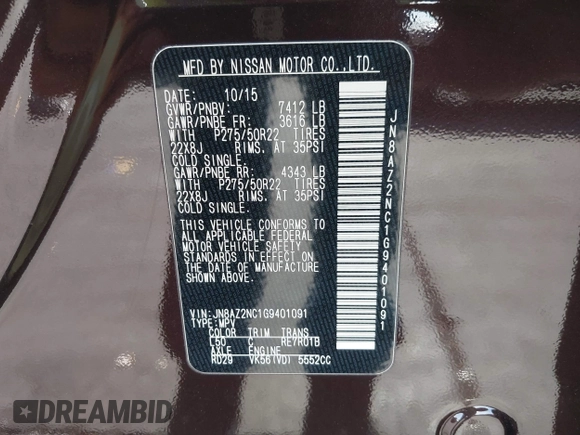 MFD BY NISSAN MOTOR CO.,LTD.
DATE: 10/15
GVWR/PNBV: 7412 LB
GAWR/PNBE FR: 3616 LB
WITH P275/50R22 TIRES
22X8J RIMS. AT 35PSI
COLD SINGLE.
GAWR/PNBE RR: 4343 LB
WITH P275/50R22 TIRES
22X8J RIMS. AT 35PSI
COLD SINGLE.
THIS VEHICLE CONFORMS TO
ALL APPLICABLE FEDERAL
MOTOR VEHICLE SAFETY
STANDARDS IN EFFECT ON
THE DATE OF MANUFACTURE
SHOWN ABOVE.
VIN: JN8AZ2NC1G9401091
TYPE: MPV
COLOR TRIM TRANS
L50 C RE7R01B
AXLE ENGINE
RD29 VK56(VD) 5552CC
JN8AZ2NC1G9401091
DREAMBID